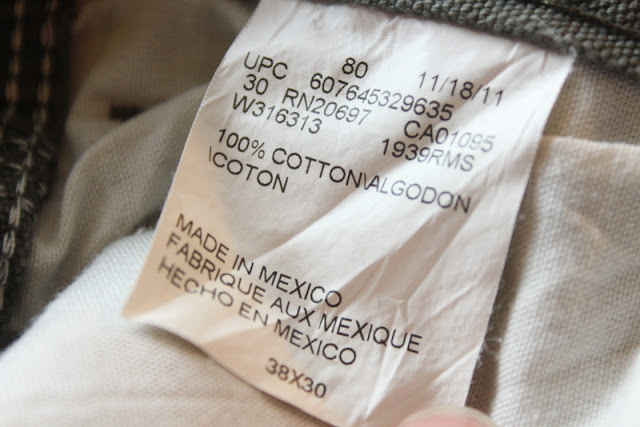 80 11/18/11
UPC 607645329635
30 RN20697 CA01095
W316313 1939RMS
100% COTTON\ALGODON
\COTON
MADE IN MEXICO
FABRIQUE AUX MEXIQUE
HECHO EN MEXICO
38X30